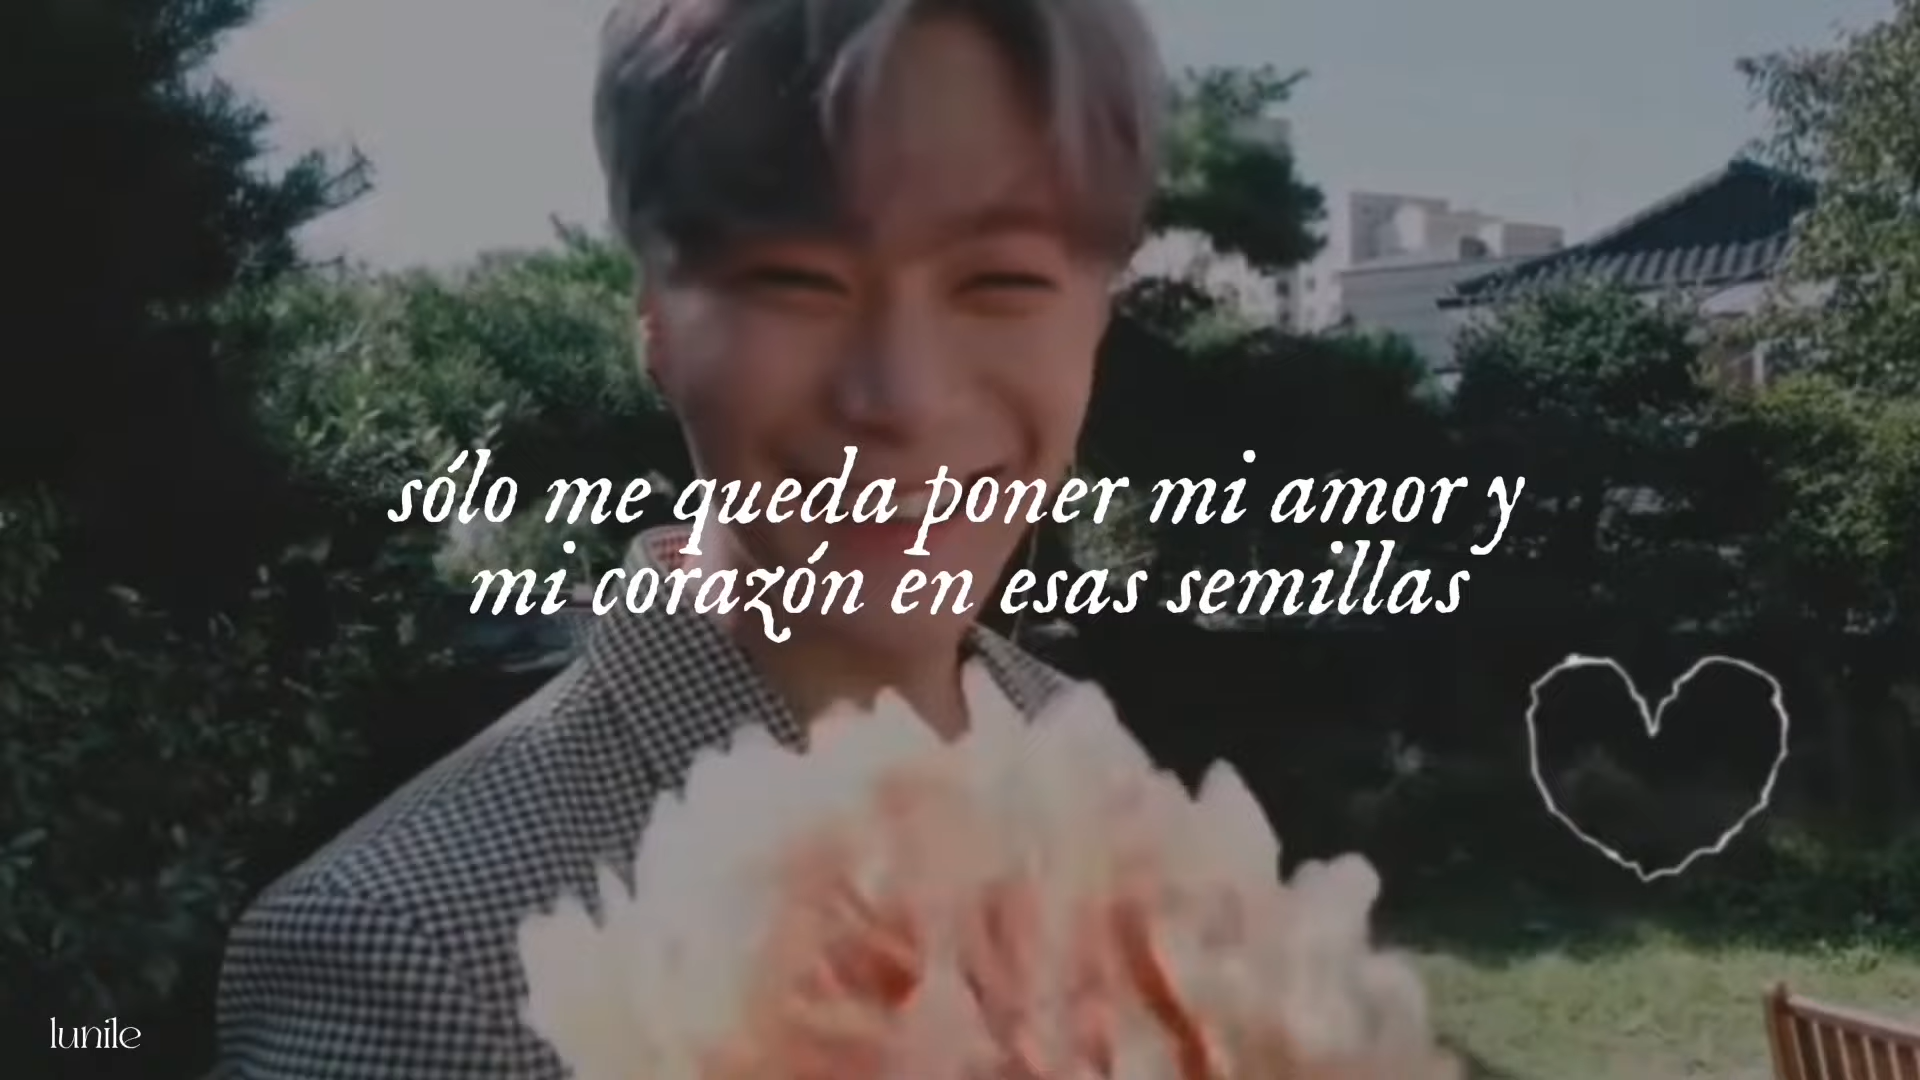 sólo me queda poner mi amor y
mi corazón en esas semillas
lunile